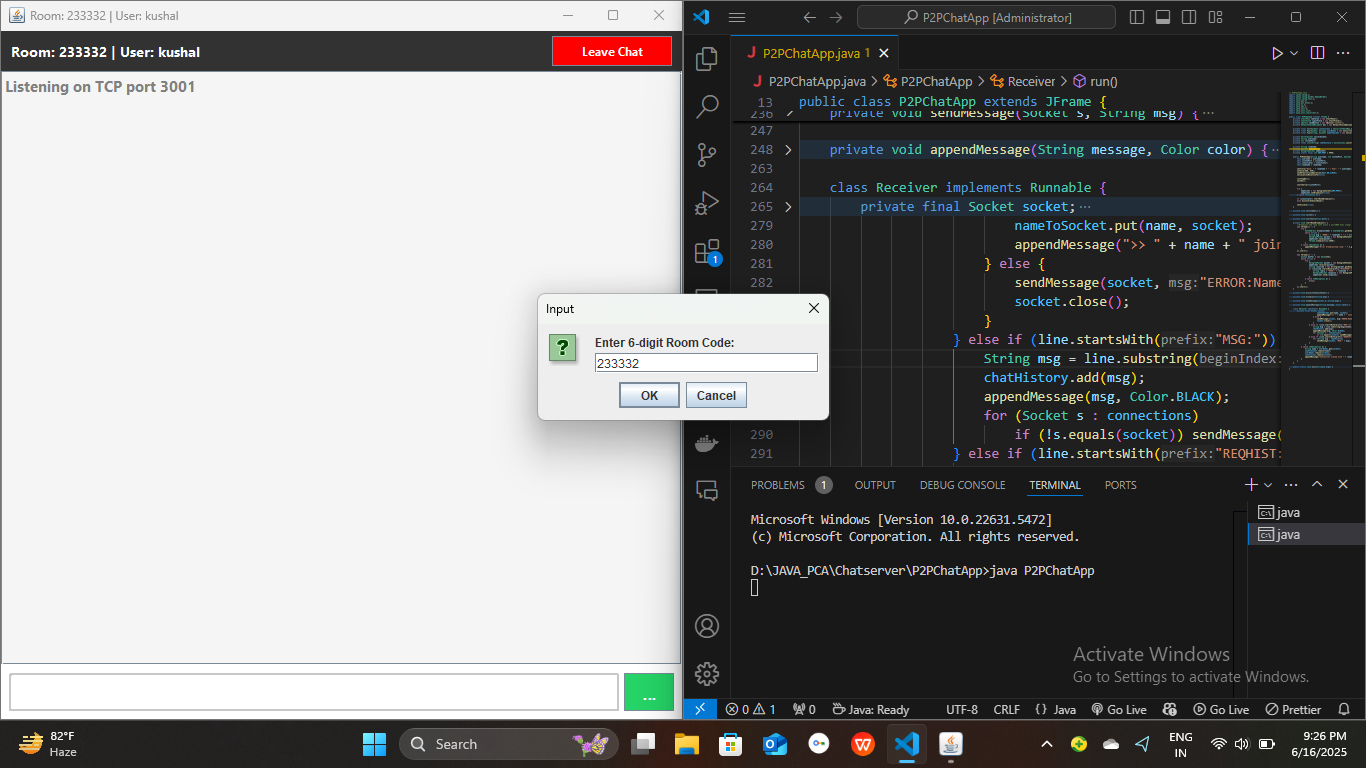 Room: 233332 | User: kushal
Room: 233332 | User: kushal
Leave Chat
Listening on TCP port 3001
...
Input
?
Enter 6-digit Room Code:
233332
OK
Cancel
P2PChatApp [Administrator]
P2PChatApp.java 1
P2PChatApp.java > P2PChatApp > Receiver > run()
13 public class P2PChatApp extends JFrame {
236 private void sendMessage(Socket s, String msg) {...
247
248 private void appendMessage(String message, Color color) {...
263
264 class Receiver implements Runnable {
265 private final Socket socket;...
279 nameToSocket.put(name, socket);
280 appendMessage(">> " + name + " join
281 } else {
282 sendMessage(socket, msg:"ERROR:Name
socket.close();
}
} else if (line.startsWith(prefix:"MSG:"))
String msg = line.substring(beginIndex:
chatHistory.add(msg);
appendMessage(msg, Color.BLACK);
for (Socket s : connections)
290 if (!s.equals(socket)) sendMessage(
291 } else if (line.startsWith(prefix:"REQHIST:
PROBLEMS 1 OUTPUT DEBUG CONSOLE TERMINAL PORTS
Microsoft Windows [Version 10.0.22631.5472]
(c) Microsoft Corporation. All rights reserved.
D:\JAVA_PCA\Chatserver\P2PChatApp>java P2PChatApp
java
java
1
Activate Windows
Go to Settings to activate Windows.
0 1 0 Java: Ready UTF-8 CRLF {} Java Go Live Go Live Prettier
82°F
Haze
Search
ENG
IN
9:26 PM
6/16/2025